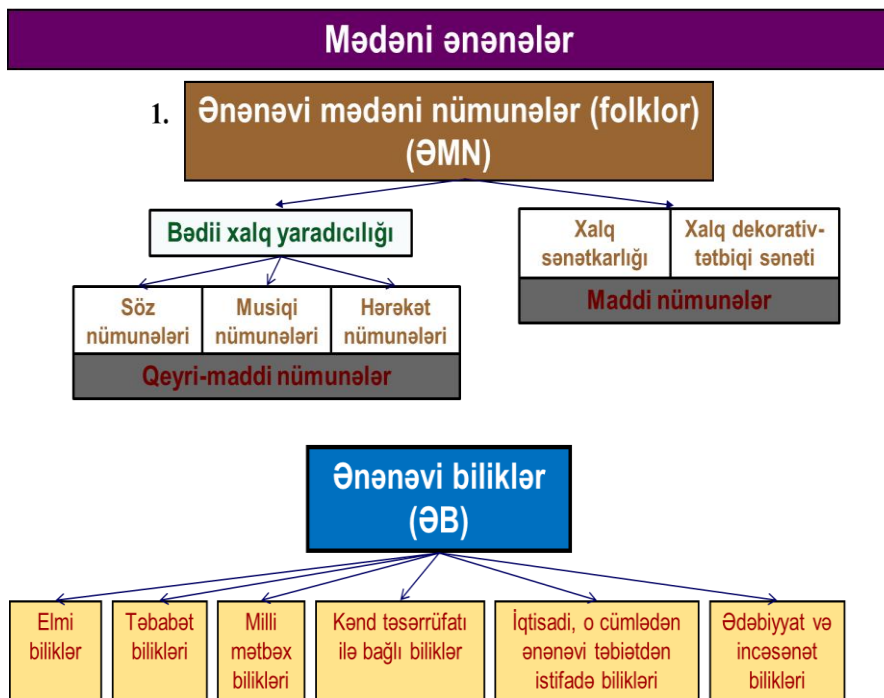 Mədəni ənənələr
1. Ənənəvi mədəni nümunələr (folklor)
(ƏMN)
Bədii xalq yaradıcılığı
Xalq
sənətkarlığı
Xalq dekorativ-
tətbiqi sənəti
Maddi nümunələr
Söz
nümunələri
Musiqi
nümunələri
Hərəkət
nümunələri
Qeyri-maddi nümunələr
Ənənəvi biliklər
(ƏB)
Elmi
biliklər
Təbabət
bilikləri
Milli
mətbəx
bilikləri
Kənd təsərrüfatı
ilə bağlı biliklər
İqtisadi, o cümlədən
ənənəvi təbiətdən
istifadə bilikləri
Ədəbiyyat və
incəsənət
bilikləri